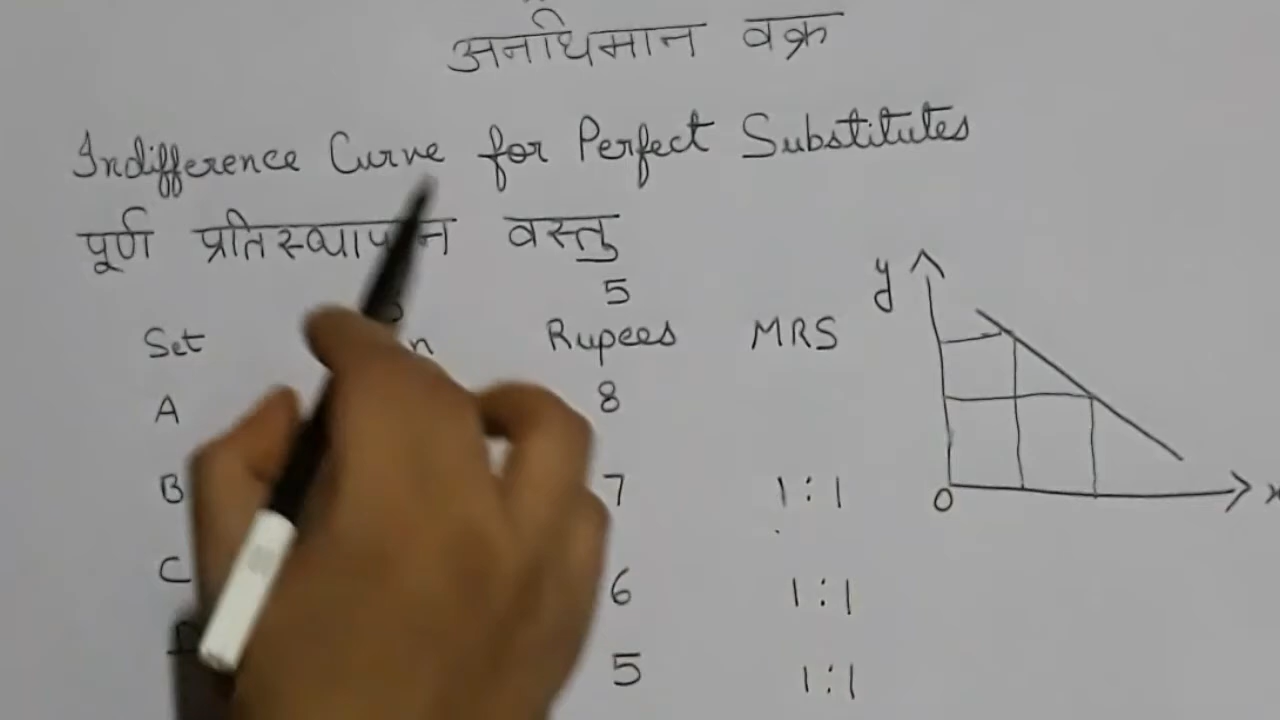 अनधिमान वक्र
Indifference Curve for Perfect Substitutes
पूर्ण प्रतिस्थापन वस्तु
5
Set Rupees MRS
A 8
B 7 1:1
C 6 1:1
5 1:1
y
0
x